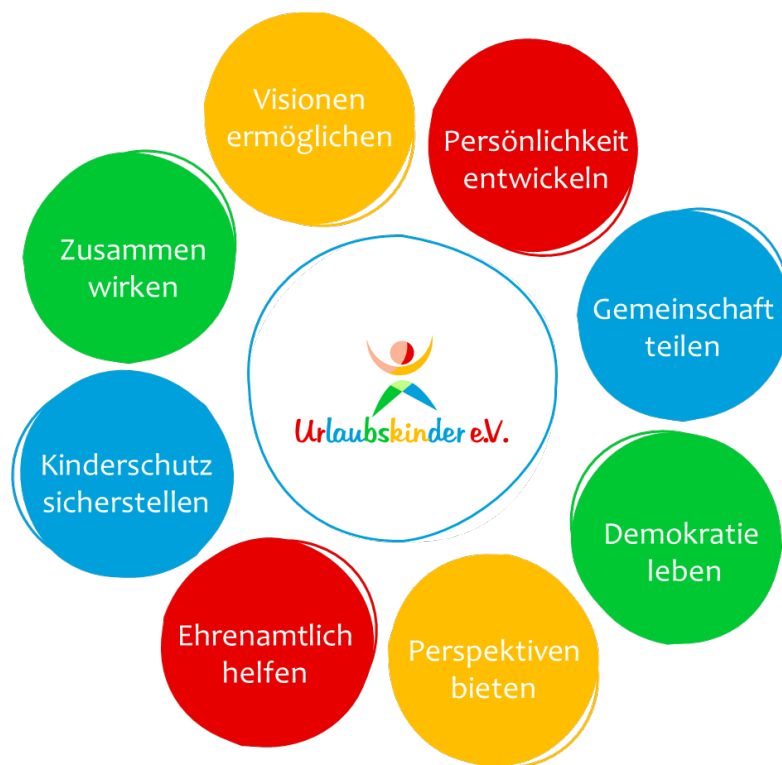 Visionen
ermöglichen
Persönlichkeit
entwickeln
Gemeinschaft
teilen
Demokratie
leben
Perspektiven
bieten
Ehrenamtlich
helfen
Kinderschutz
sicherstellen
Zusammen
wirken
Urlaubskinder e.V.